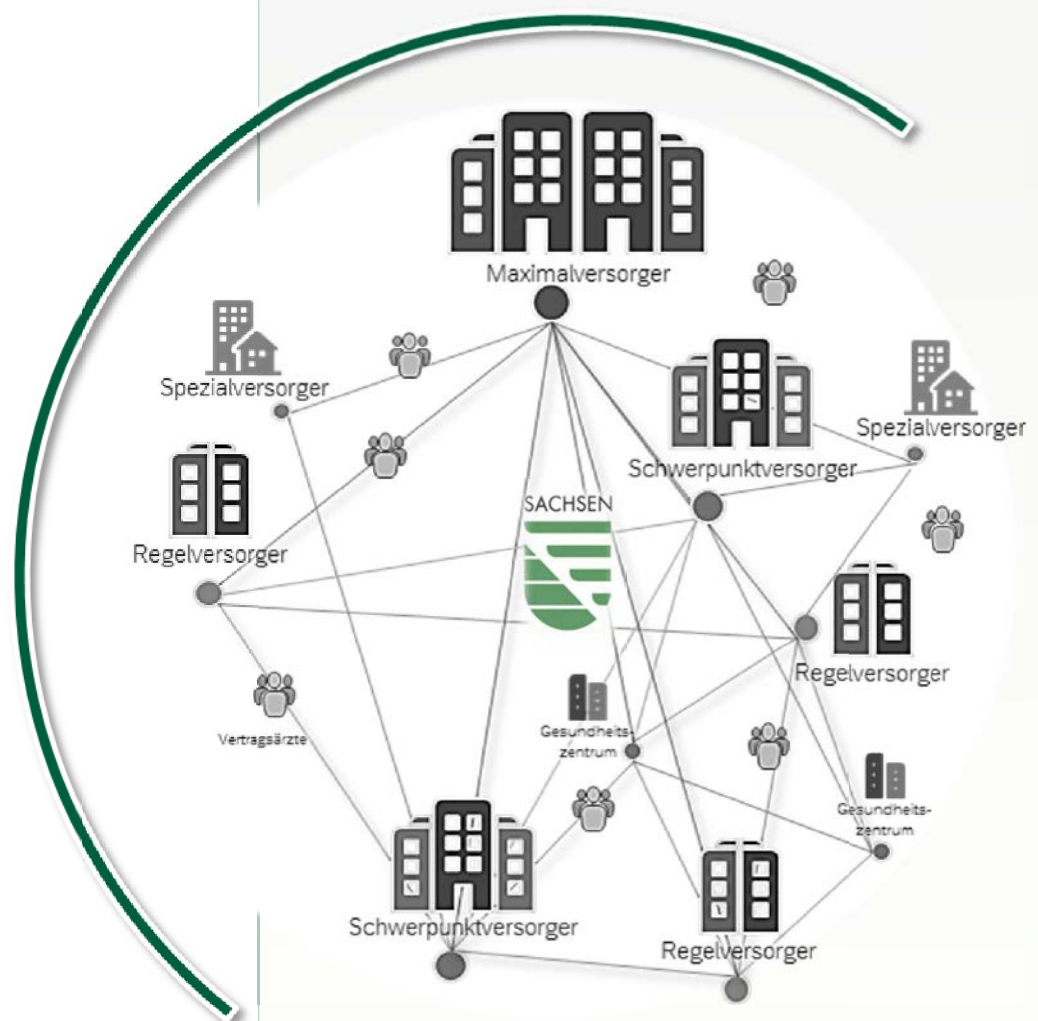 Maximalversorger
Spezialversorger
Spezialversorger
Schwerpunktversorger
SACHSEN
Regelversorger
Regelversorger
Vertragsärzte
Gesundheits-
zentrum
Gesundheits-
zentrum
Schwerpunktversorger
Regelversorger